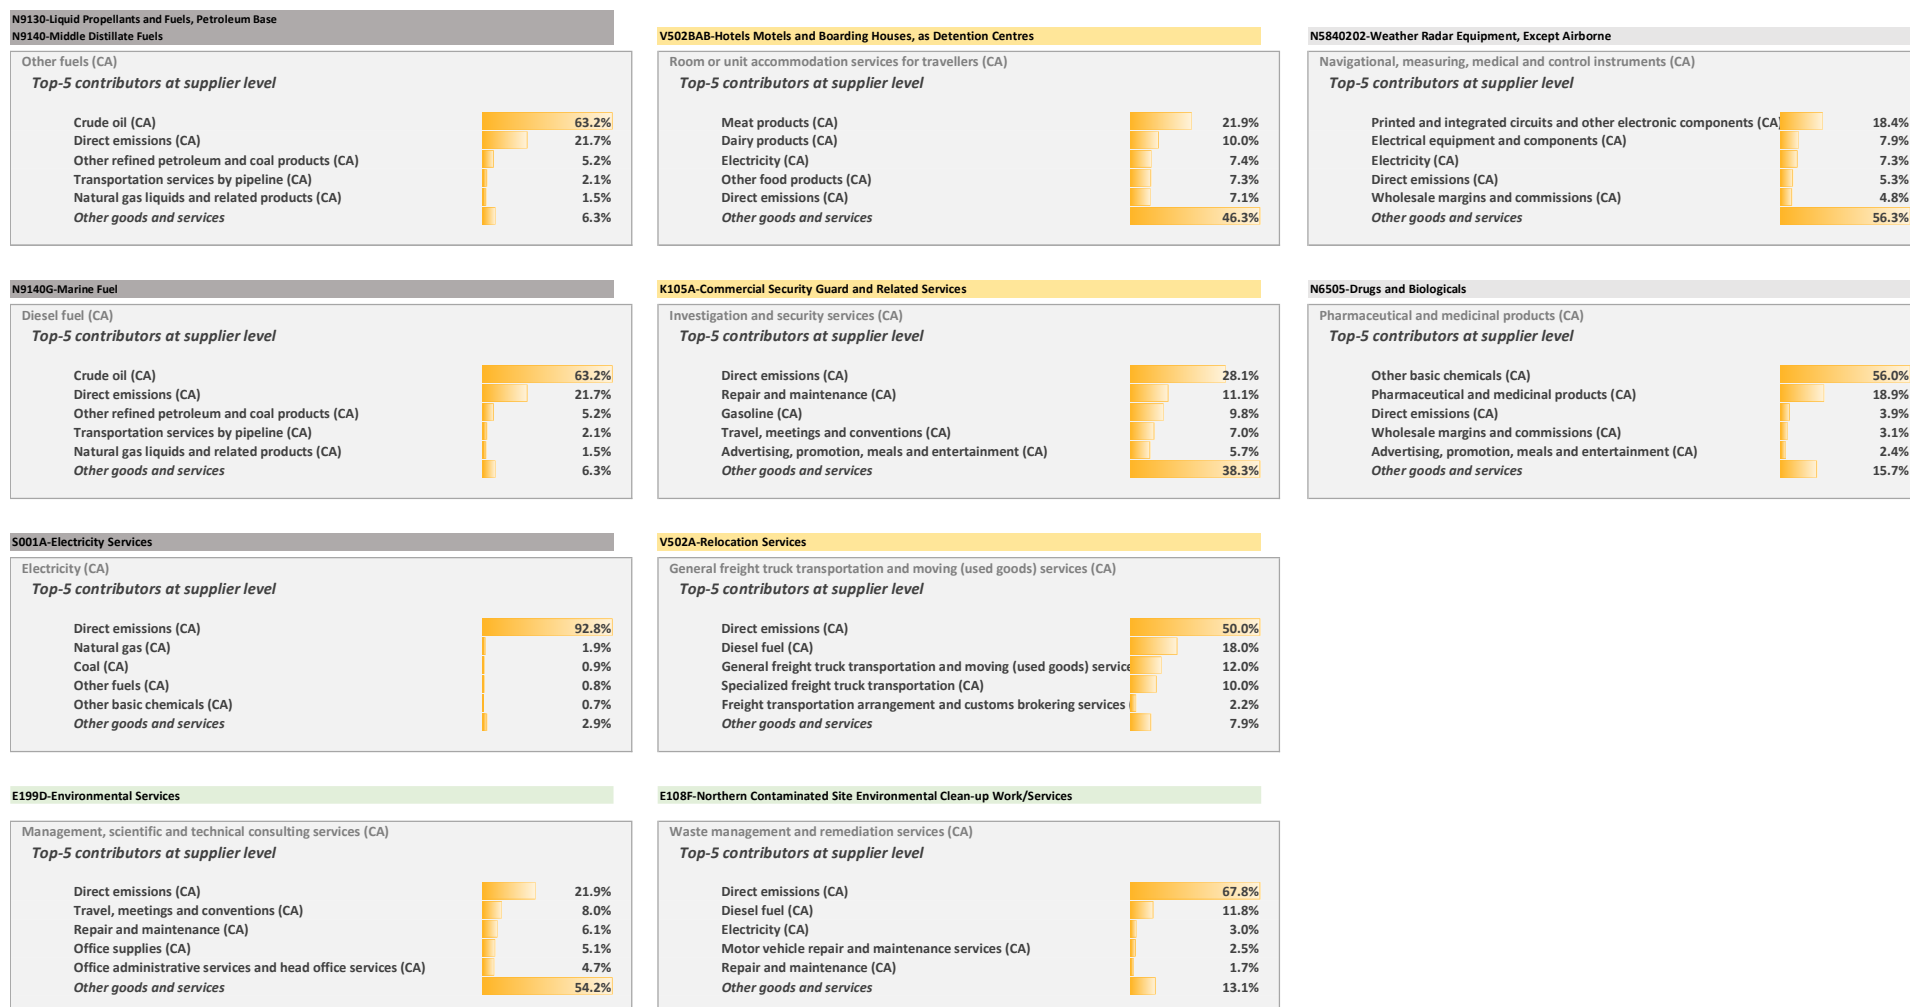 N9130-Liquid Propellants and Fuels, Petroleum Base
N9140-Middle Distillate Fuels
Other fuels (CA)
Top-5 contributors at supplier level
Crude oil (CA) 63.2%
Direct emissions (CA) 21.7%
Other refined petroleum and coal products (CA) 5.2%
Transportation services by pipeline (CA) 2.1%
Natural gas liquids and related products (CA) 1.5%
Other goods and services 6.3%
V502BAB-Hotels Motels and Boarding Houses, as Detention Centres
Room or unit accommodation services for travellers (CA)
Top-5 contributors at supplier level
Meat products (CA) 21.9%
Dairy products (CA) 10.0%
Electricity (CA) 7.4%
Other food products (CA) 7.3%
Direct emissions (CA) 7.1%
Other goods and services 46.3%
N5840202-Weather Radar Equipment, Except Airborne
Navigational, measuring, medical and control instruments (CA)
Top-5 contributors at supplier level
Printed and integrated circuits and other electronic components (CA) 18.4%
Electrical equipment and components (CA) 7.9%
Electricity (CA) 7.3%
Direct emissions (CA) 5.3%
Wholesale margins and commissions (CA) 4.8%
Other goods and services 56.3%
N9140G-Marine Fuel
Diesel fuel (CA)
Top-5 contributors at supplier level
Crude oil (CA) 63.2%
Direct emissions (CA) 21.7%
Other refined petroleum and coal products (CA) 5.2%
Transportation services by pipeline (CA) 2.1%
Natural gas liquids and related products (CA) 1.5%
Other goods and services 6.3%
K105A-Commercial Security Guard and Related Services
Investigation and security services (CA)
Top-5 contributors at supplier level
Direct emissions (CA) 28.1%
Repair and maintenance (CA) 11.1%
Gasoline (CA) 9.8%
Travel, meetings and conventions (CA) 7.0%
Advertising, promotion, meals and entertainment (CA) 5.7%
Other goods and services 38.3%
N6505-Drugs and Biologicals
Pharmaceutical and medicinal products (CA)
Top-5 contributors at supplier level
Other basic chemicals (CA) 56.0%
Pharmaceutical and medicinal products (CA) 18.9%
Direct emissions (CA) 3.9%
Wholesale margins and commissions (CA) 3.1%
Advertising, promotion, meals and entertainment (CA) 2.4%
Other goods and services 15.7%
S001A-Electricity Services
Electricity (CA)
Top-5 contributors at supplier level
Direct emissions (CA) 92.8%
Natural gas (CA) 1.9%
Coal (CA) 0.9%
Other fuels (CA) 0.8%
Other basic chemicals (CA) 0.7%
Other goods and services 2.9%
V502A-Relocation Services
General freight truck transportation and moving (used goods) services (CA)
Top-5 contributors at supplier level
Direct emissions (CA) 50.0%
Diesel fuel (CA) 18.0%
General freight truck transportation and moving (used goods) service 12.0%
Specialized freight truck transportation (CA) 10.0%
Freight transportation arrangement and customs brokering services ( 2.2%
Other goods and services 7.9%
E199D-Environmental Services
Management, scientific and technical consulting services (CA)
Top-5 contributors at supplier level
Direct emissions (CA) 21.9%
Travel, meetings and conventions (CA) 8.0%
Repair and maintenance (CA) 6.1%
Office supplies (CA) 5.1%
Office administrative services and head office services (CA) 4.7%
Other goods and services 54.2%
E108F-Northern Contaminated Site Environmental Clean-up Work/Services
Waste management and remediation services (CA)
Top-5 contributors at supplier level
Direct emissions (CA) 67.8%
Diesel fuel (CA) 11.8%
Electricity (CA) 3.0%
Motor vehicle repair and maintenance services (CA) 2.5%
Repair and maintenance (CA) 1.7%
Other goods and services 13.1%